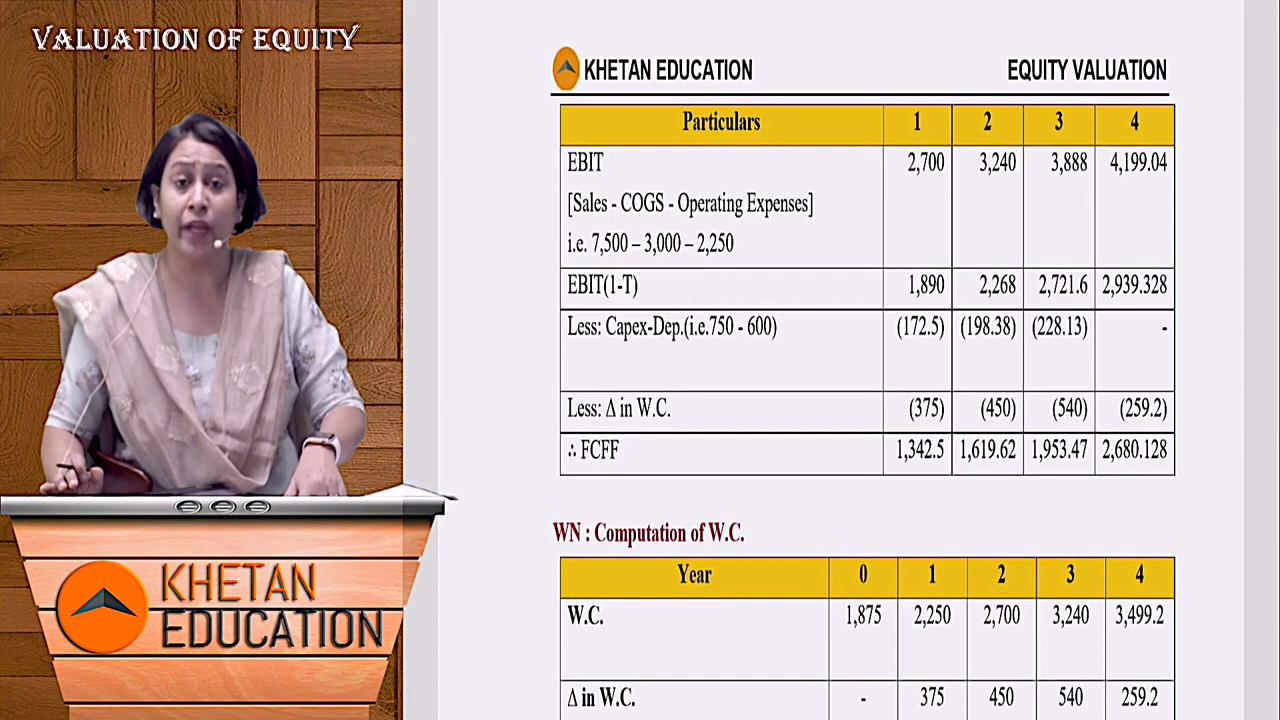 VALUATION OF EQUITY
KHETAN EDUCATION
EQUITY VALUATION
Particulars 1 2 3 4
EBIT 2,700 3,240 3,888 4,199.04
[Sales - COGS - Operating Expenses]
i.e. 7,500 – 3,000 – 2,250
EBIT(1-T) 1,890 2,268 2,721.6 2,939.328
Less: Capex-Dep.(i.e.750 - 600) (172.5) (198.38) (228.13) -
Less: Δ in W.C. (375) (450) (540) (259.2)
∴ FCFF 1,342.5 1,619.62 1,953.47 2,680.128
WN : Computation of W.C.
Year 0 1 2 3 4
W.C. 1,875 2,250 2,700 3,240 3,499.2
Δ in W.C. - 375 450 540 259.2
KHETAN
EDUCATION